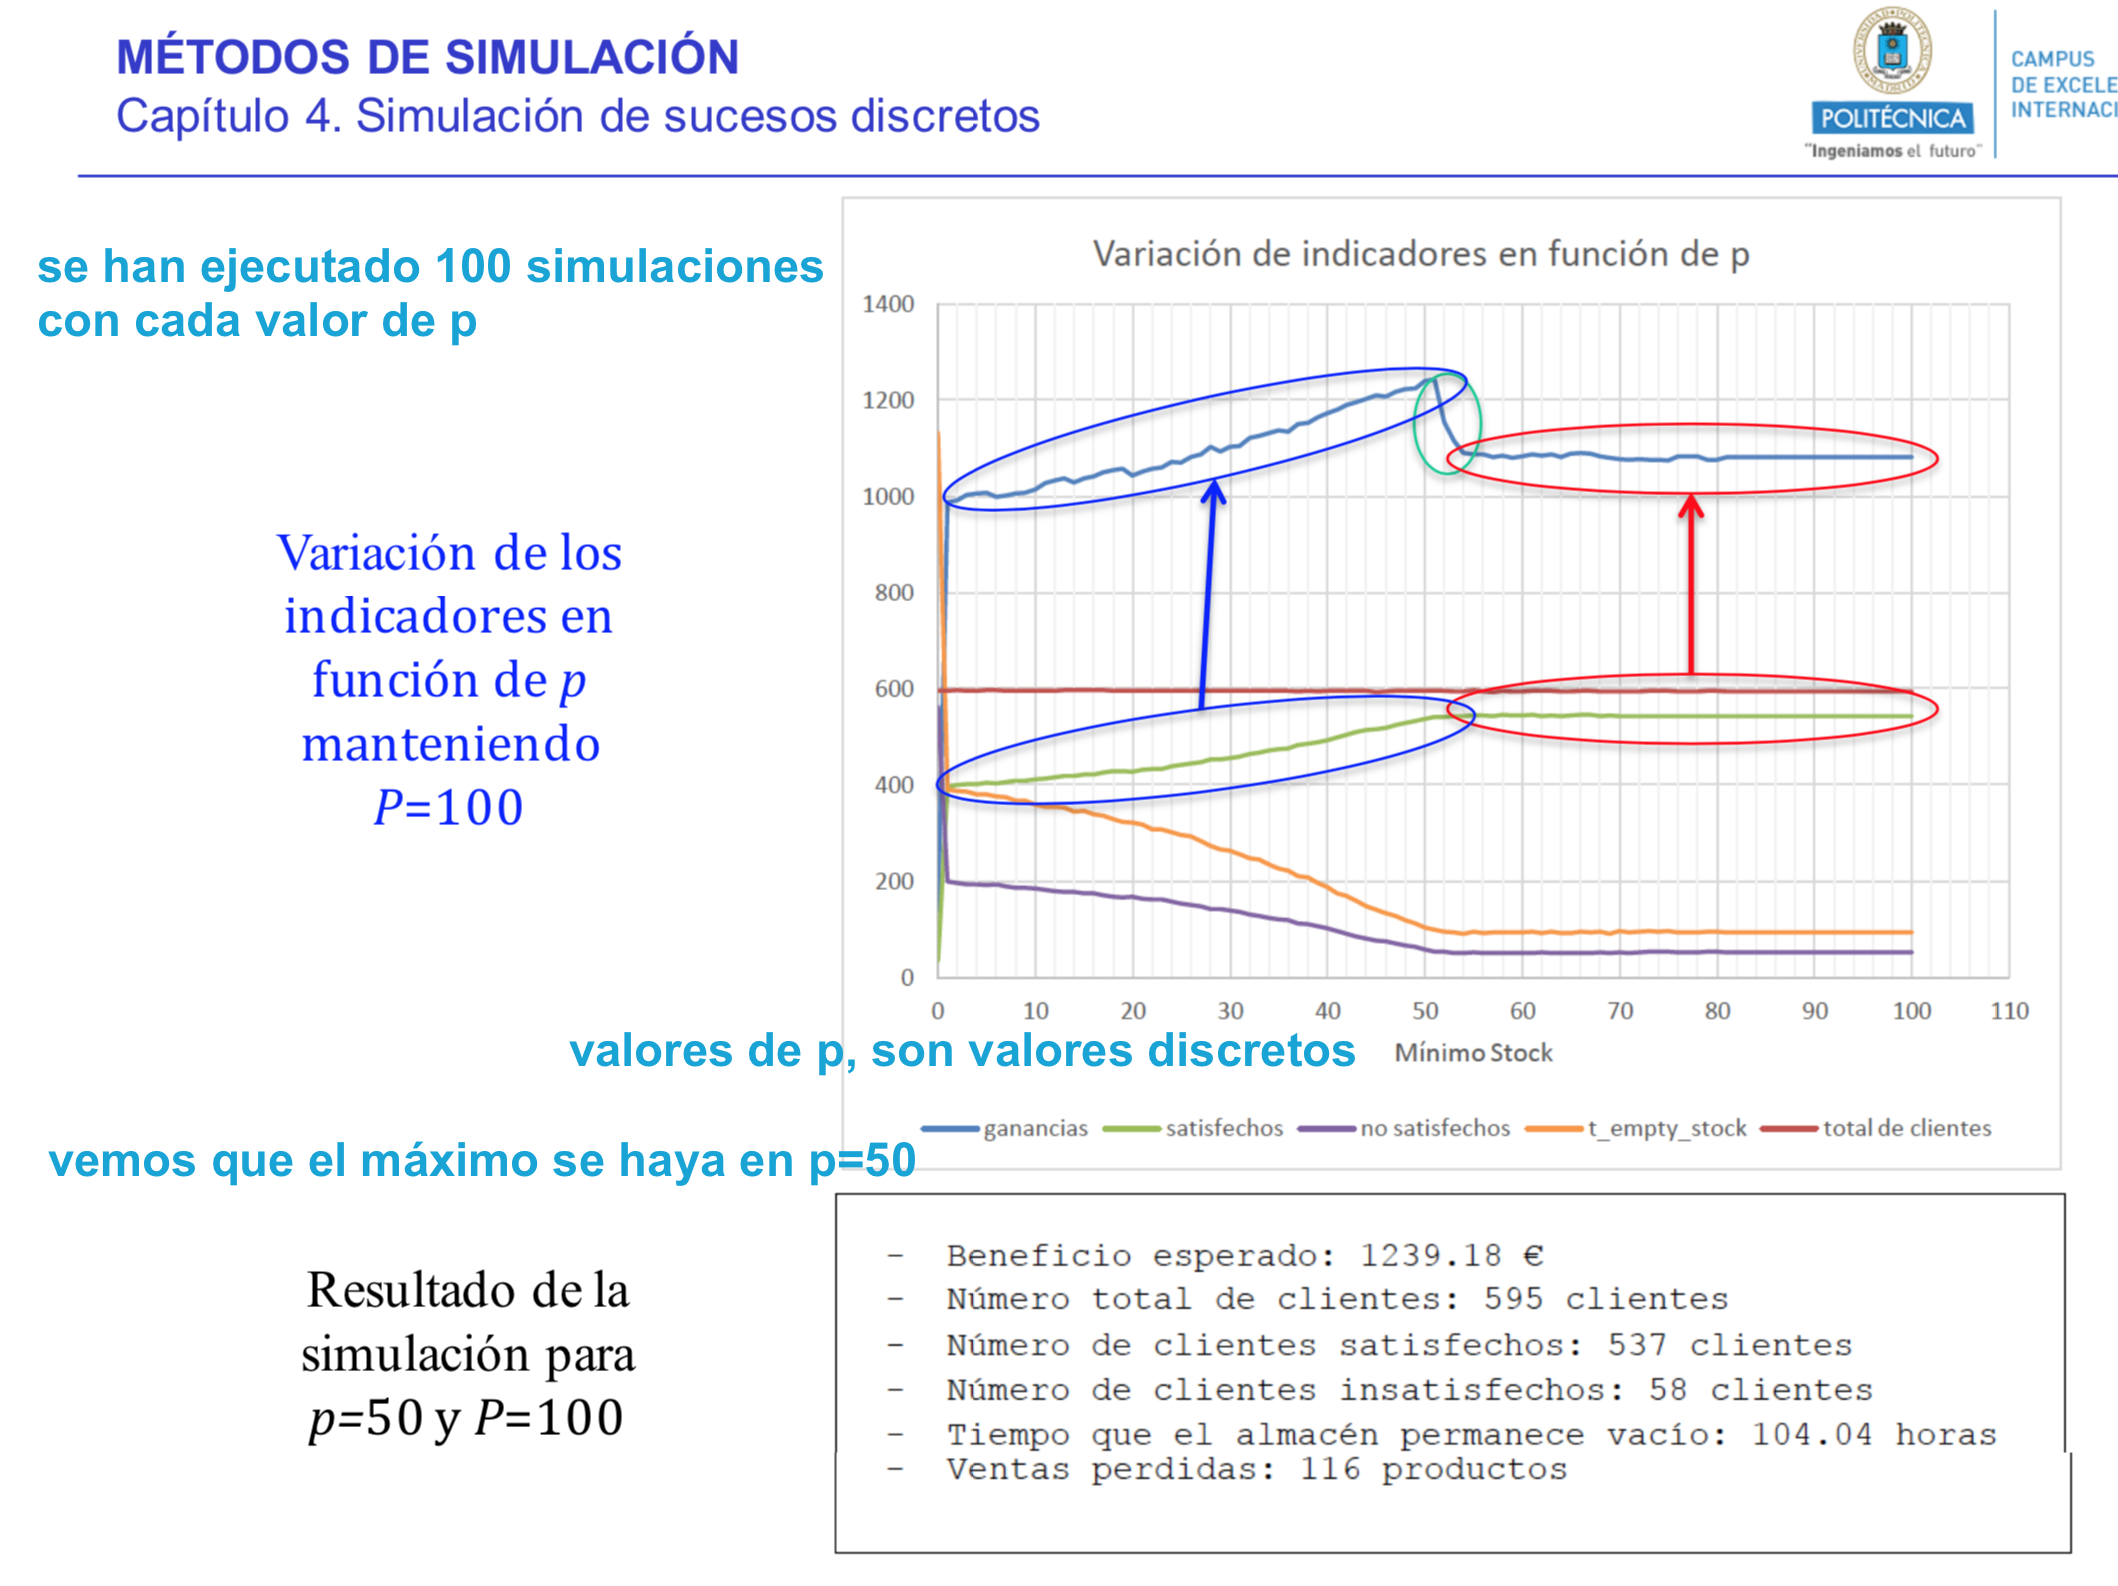 MÉTODOS DE SIMULACIÓN
Capítulo 4. Simulación de sucesos discretos
POLITÉCNICA
"Ingeniamos el futuro"
CAMPUS
DE EXCELE
INTERNACI
se han ejecutado 100 simulaciones
con cada valor de p
Variación de los
indicadores en
función de p
manteniendo
P=100
Variación de indicadores en función de p
1400
1200
1000
800
600
400
200
0
0 10 20 30 40 50 60 70 80 90 100 110
valores de p, son valores discretos
Mínimo Stock
ganancias satisfechos no satisfechos t_empty_stock total de clientes
vemos que el máximo se haya en p=50
Resultado de la
simulación para
p=50 y P=100
- Beneficio esperado: 1239.18 €
- Número total de clientes: 595 clientes
- Número de clientes satisfechos: 537 clientes
- Número de clientes insatisfechos: 58 clientes
- Tiempo que el almacén permanece vacío: 104.04 horas
- Ventas perdidas: 116 productos